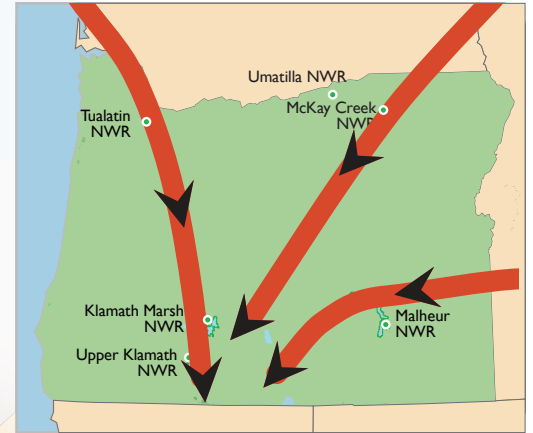 Umatilla NWR
McKay Creek
NWR
Tualatin
NWR
Klamath Marsh
NWR
Malheur
NWR
Upper Klamath
NWR